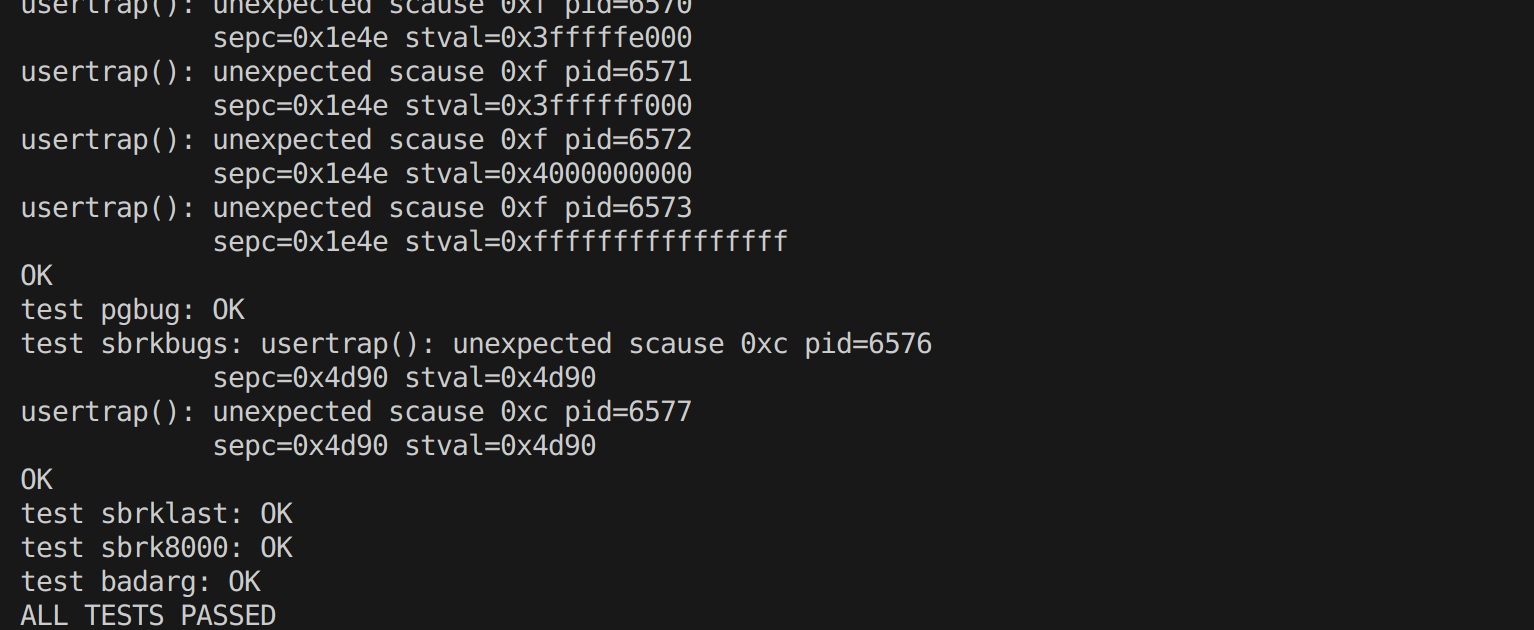 usertrap(): unexpected scause 0xf pid=6570
sepc=0x1e4e stval=0x3fffffe000
usertrap(): unexpected scause 0xf pid=6571
sepc=0x1e4e stval=0x3ffffff000
usertrap(): unexpected scause 0xf pid=6572
sepc=0x1e4e stval=0x4000000000
usertrap(): unexpected scause 0xf pid=6573
sepc=0x1e4e stval=0xffffffffffffffff
OK
test pgbug: OK
test sbrkbugs: usertrap(): unexpected scause 0xc pid=6576
sepc=0x4d90 stval=0x4d90
usertrap(): unexpected scause 0xc pid=6577
sepc=0x4d90 stval=0x4d90
OK
test sbrklast: OK
test sbrk8000: OK
test badarg: OK
ALL TESTS PASSED